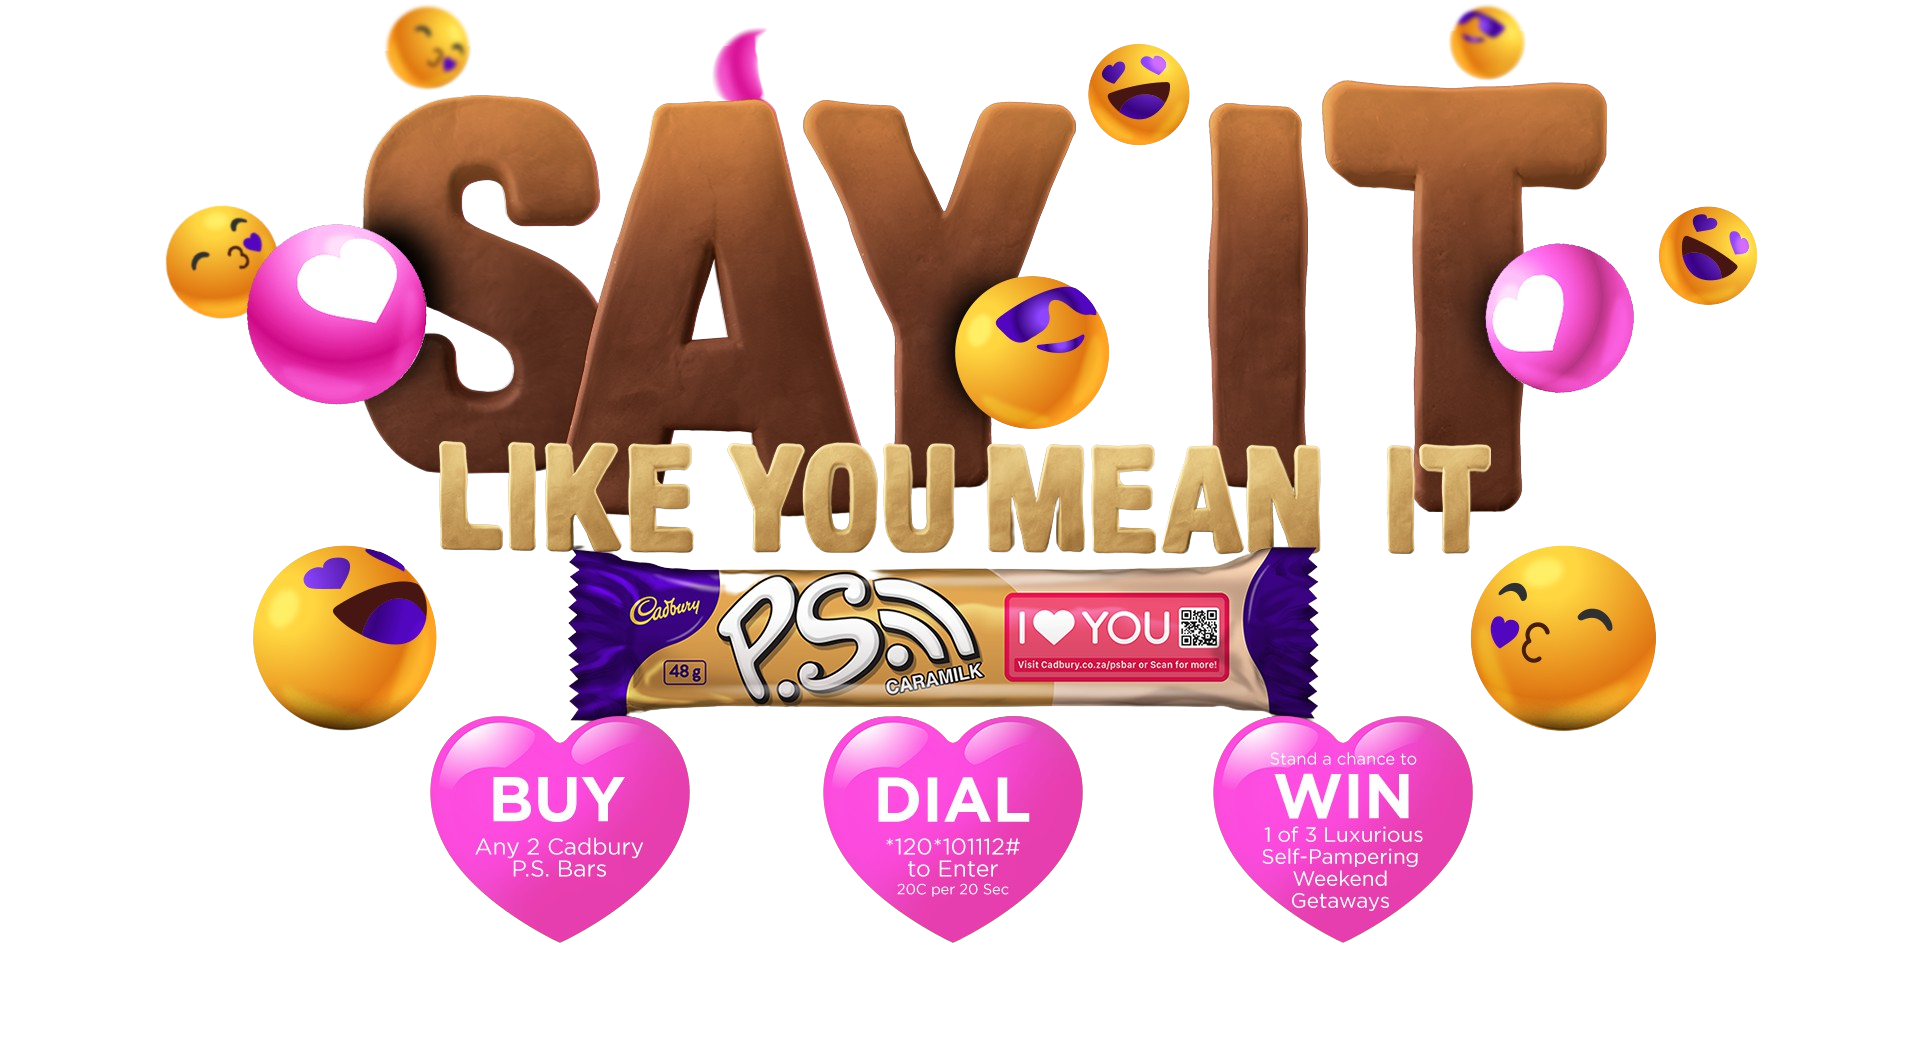 SAY IT
LIKE YOU MEAN IT
Cadbury
48 g
P.S.
CARAMILK
I ♥ YOU
Visit Cadbury.co.za/psbar or Scan for more!
BUY
Any 2 Cadbury
P.S. Bars
DIAL
*120*101112#
to Enter
20C per 20 Sec
Stand a chance to
WIN
1 of 3 Luxurious
Self-Pampering
Weekend
Getaways